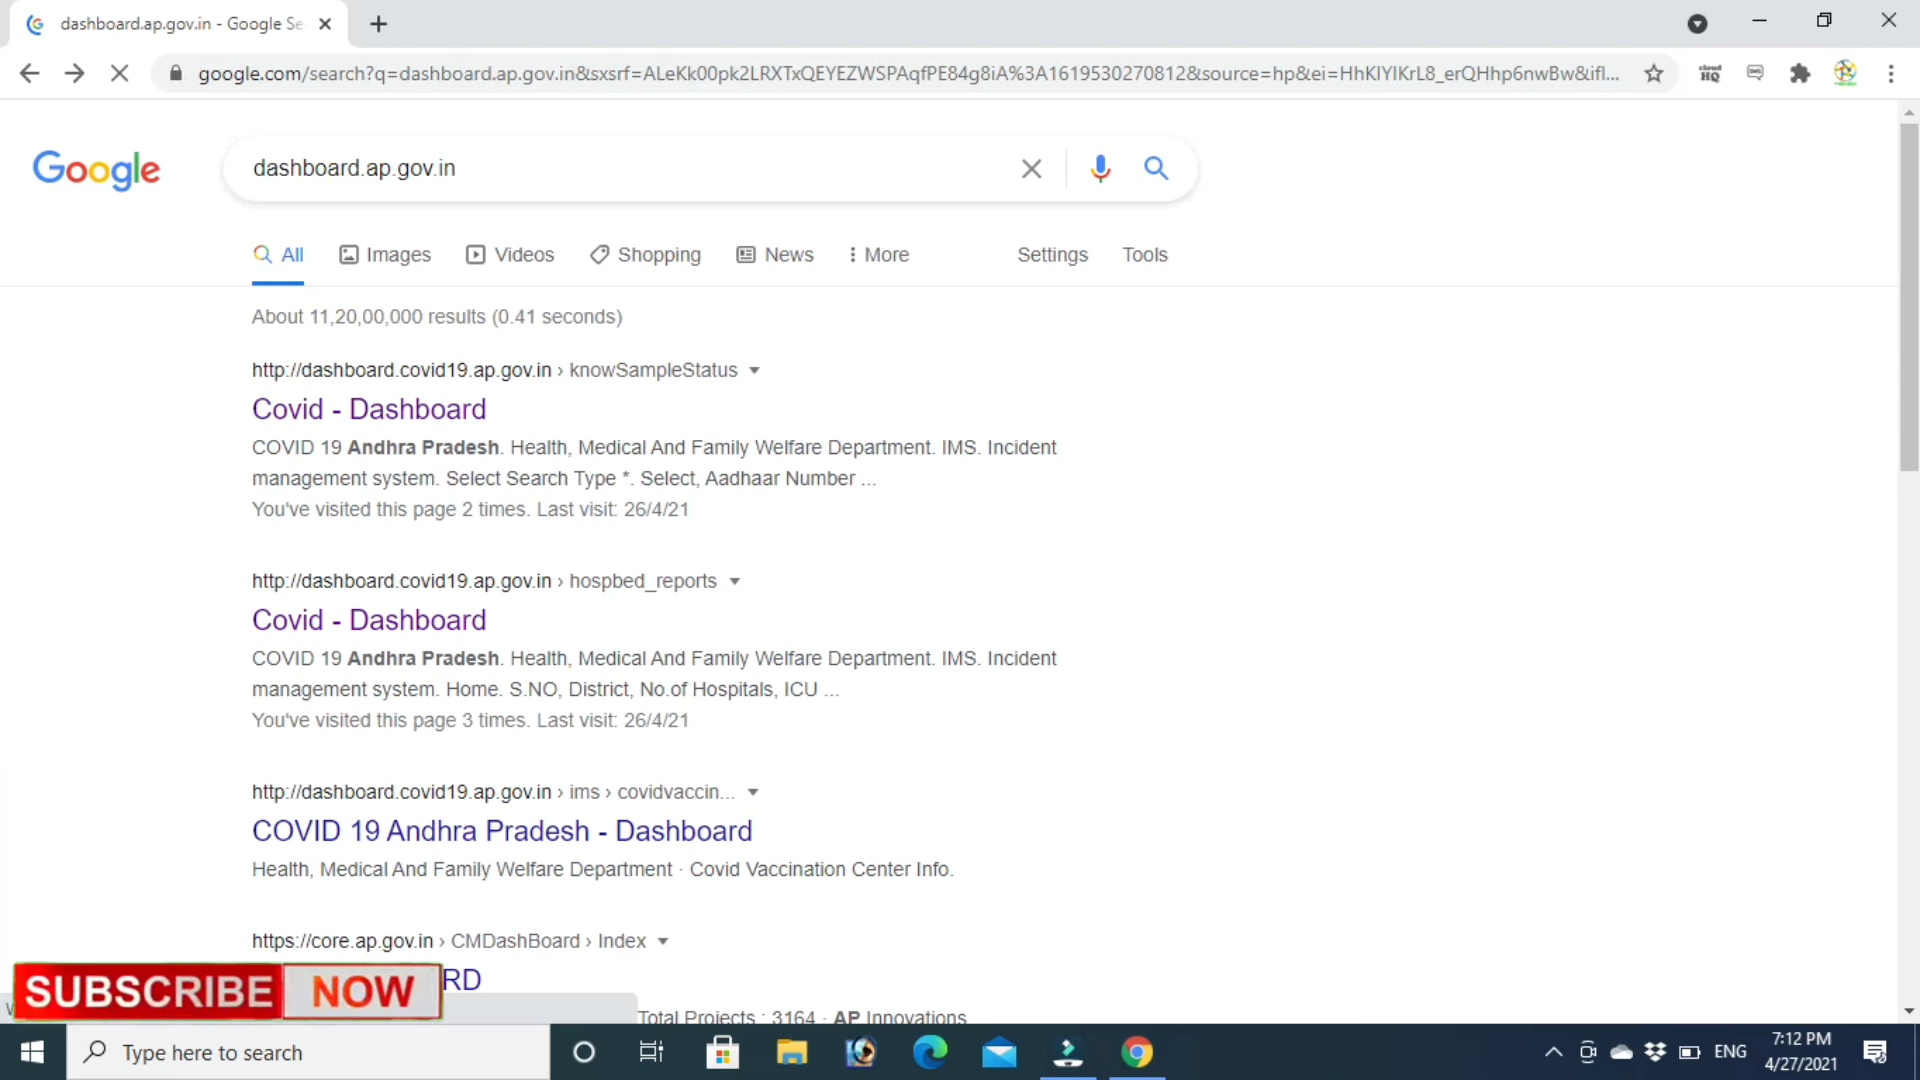 dashboard.ap.gov.in - Google Se
google.com/search?q=dashboard.ap.gov.in&sxsrf=ALeKk00pk2LRXTxQEYEZWSPAqfPE84g8iA%3A1619530270812&source=hp&ei=HhKIYIKrL8_erQHhp6nwBw&ifl...
cloud HQ
Google
dashboard.ap.gov.in
All Images Videos Shopping News More Settings Tools
About 11,20,00,000 results (0.41 seconds)
http://dashboard.covid19.ap.gov.in › knowSampleStatus
Covid - Dashboard
COVID 19 Andhra Pradesh. Health, Medical And Family Welfare Department. IMS. Incident
management system. Select Search Type *. Select, Aadhaar Number ...
You've visited this page 2 times. Last visit: 26/4/21
http://dashboard.covid19.ap.gov.in › hospbed_reports
Covid - Dashboard
COVID 19 Andhra Pradesh. Health, Medical And Family Welfare Department. IMS. Incident
management system. Home. S.NO, District, No.of Hospitals, ICU ...
You've visited this page 3 times. Last visit: 26/4/21
http://dashboard.covid19.ap.gov.in › ims › covidvaccin...
COVID 19 Andhra Pradesh - Dashboard
Health, Medical And Family Welfare Department · Covid Vaccination Center Info.
https://core.ap.gov.in › CMDashBoard › Index
SUBSCRIBE NOW RD
Total Projects : 3164 · AP Innovations
Type here to search
ENG
7:12 PM
4/27/2021